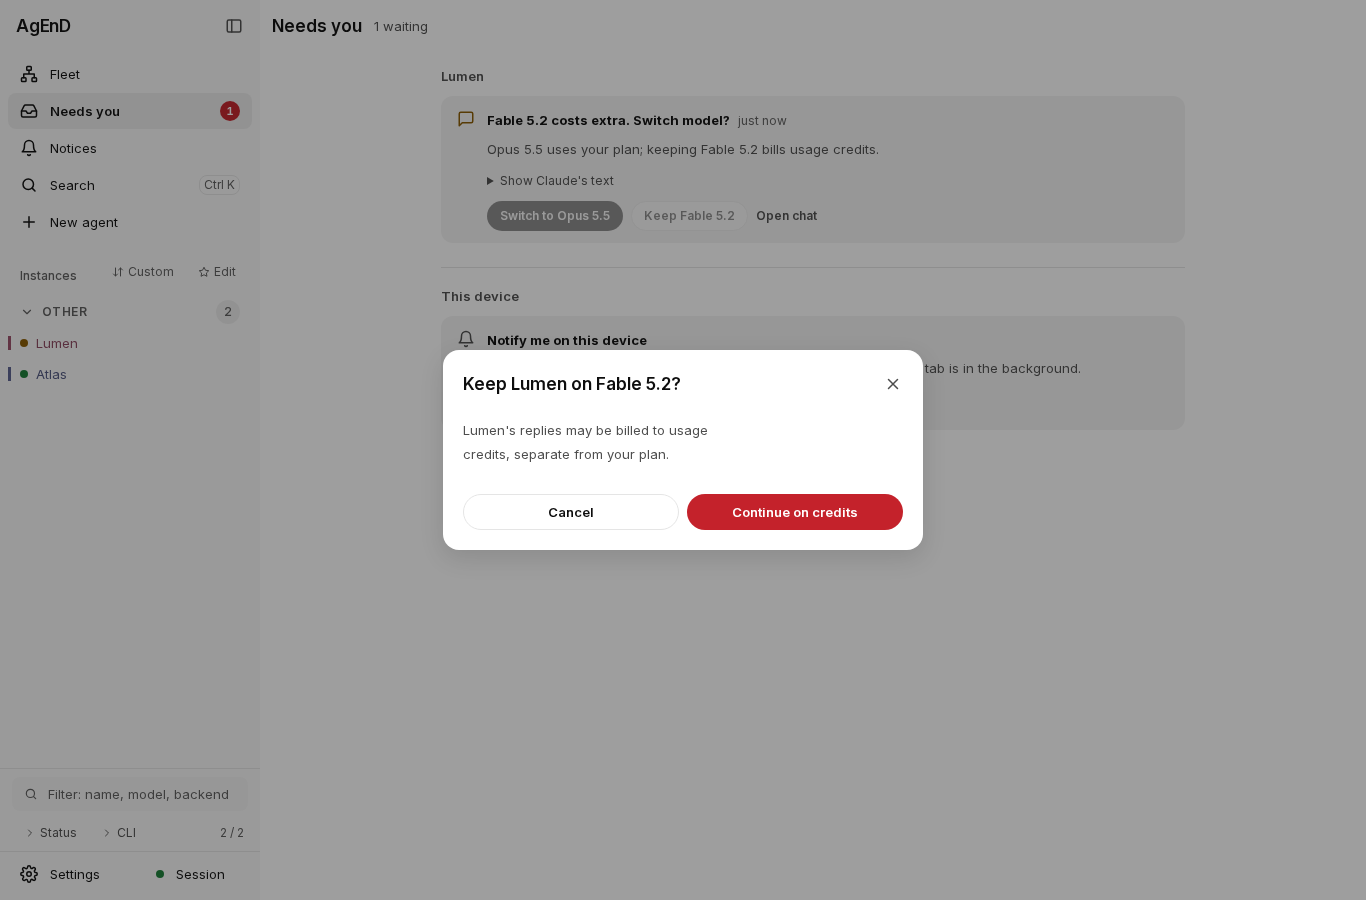 AgEnD
Fleet
Needs you
1
Notices
Search
Ctrl K
New agent
Instances
Custom
Edit
OTHER
2
Lumen
Atlas
Filter: name, model, backend
Status
CLI
2 / 2
Settings
Session
Needs you
1 waiting
Lumen
Fable 5.2 costs extra. Switch model?
just now
Opus 5.5 uses your plan; keeping Fable 5.2 bills usage credits.
Show Claude's text
Switch to Opus 5.5
Keep Fable 5.2
Open chat
This device
Notify me on this device
tab is in the background.
Keep Lumen on Fable 5.2?
Lumen's replies may be billed to usage
credits, separate from your plan.
Cancel
Continue on credits